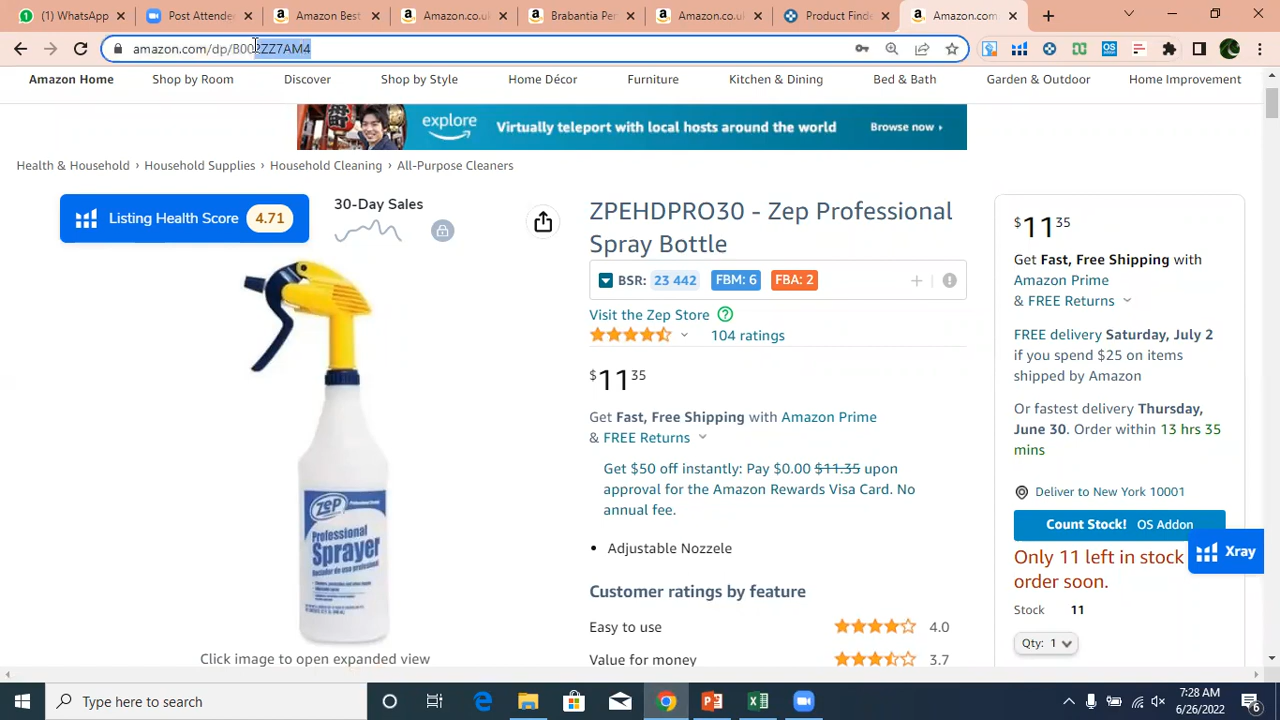 (1) WhatsApp
Post Attende
Amazon Best
Amazon.co.uk
Brabantia Per
Amazon.co.uk
Product Finde
Amazon.com
amazon.com/dp/B002ZZ7AM4
Amazon Home Shop by Room Discover Shop by Style Home Décor Furniture Kitchen & Dining Bed & Bath Garden & Outdoor Home Improvement
explore Virtually teleport with local hosts around the world Browse now ›
Health & Household › Household Supplies › Household Cleaning › All-Purpose Cleaners
Listing Health Score 4.71
30-Day Sales
ZPEHDPRO30 - Zep Professional
Spray Bottle
BSR: 23 442 FBM: 6 FBA: 2
Visit the Zep Store
104 ratings
$11 35
Get Fast, Free Shipping with Amazon Prime
& FREE Returns
Get $50 off instantly: Pay $0.00 $11.35 upon
approval for the Amazon Rewards Visa Card. No
annual fee.
• Adjustable Nozzele
Customer ratings by feature
Easy to use 4.0
Value for money 3.7
zep
Professional
Sprayer
Click image to open expanded view
$11 35
Get Fast, Free Shipping with
Amazon Prime
& FREE Returns
FREE delivery Saturday, July 2
if you spend $25 on items
shipped by Amazon
Or fastest delivery Thursday,
June 30. Order within 13 hrs 35
mins
Deliver to New York 10001
Count Stock! OS Addon
Xray
Only 11 left in stock
order soon.
Stock 11
Qty: 1
Type here to search
7:28 AM
6/26/2022
6